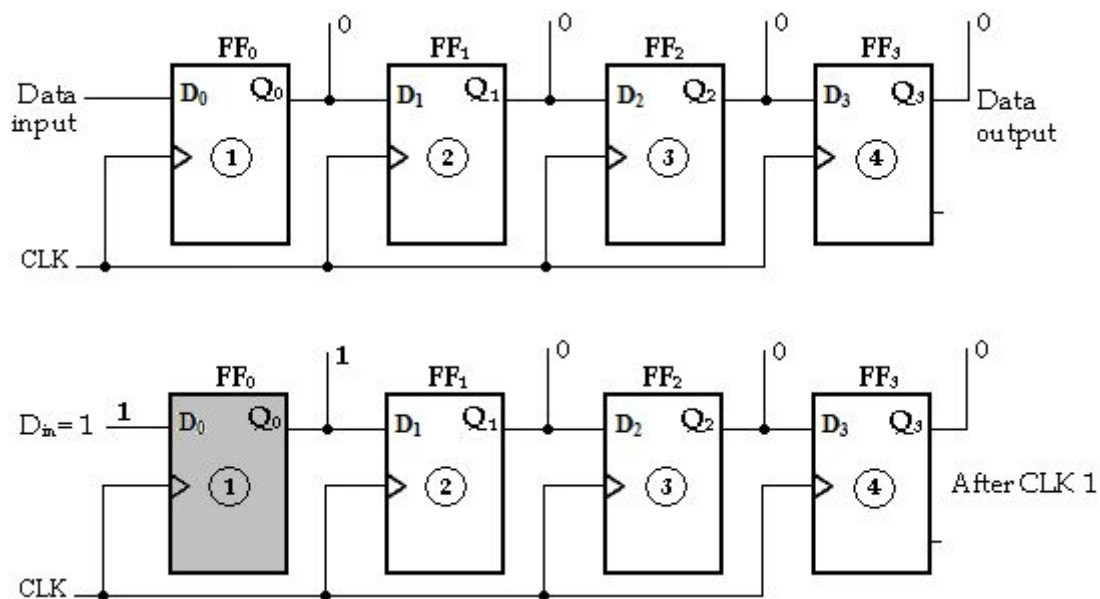 0 0 0 0
FF₀ FF₁ FF₂ FF₃
Data input D₀ Q₀ D₁ Q₁ D₂ Q₂ D₃ Q₃ Data output
1 2 3 4
CLK
1 0 0 0
FF₀ FF₁ FF₂ FF₃
Dᵢₙ= 1 1 D₀ Q₀ D₁ Q₁ D₂ Q₂ D₃ Q₃
1 2 3 4 After CLK 1
CLK